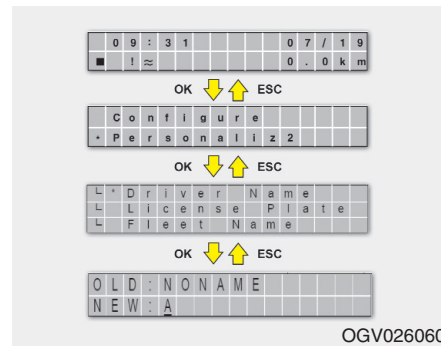 09:31 07/19
■ !≈ 0.0km
OK ESC
Configure
* Personaliz2
OK ESC
└ * Driver Name
└ License Plate
└ Fleet Name
OK ESC
OLD:NONAME
NEW:A
OGV026060